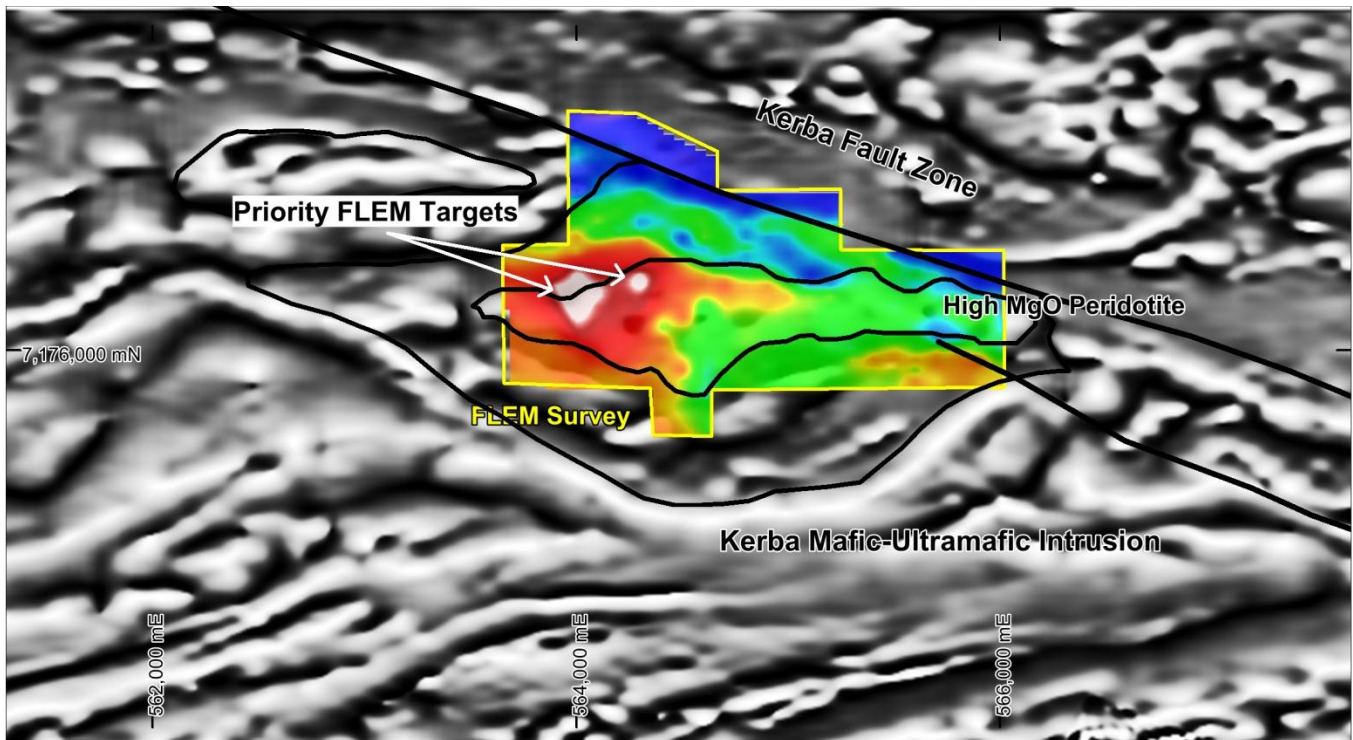 Kerba Fault Zone
Priority FLEM Targets
High MgO Peridotite
7,176,000 mN
FLEM Survey
Kerba Mafic-Ultramafic Intrusion
562,000 mE
564,000 mE
566,000 mE